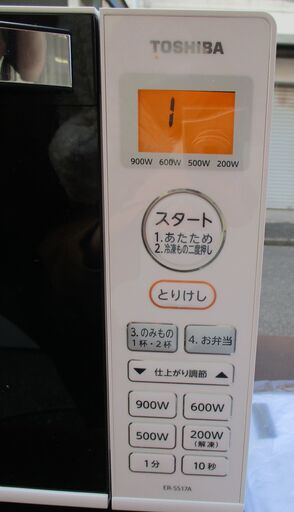 TOSHIBA
1
900W 600W 500W 200W
スタート
1.あたため
2.冷凍もの二度押し
とりけし
3.のみもの
1杯・2杯
4.お弁当
▼ 仕上がり調節 ▲
900W
600W
500W
200W
(解凍)
1分
10秒
ER-SS17A